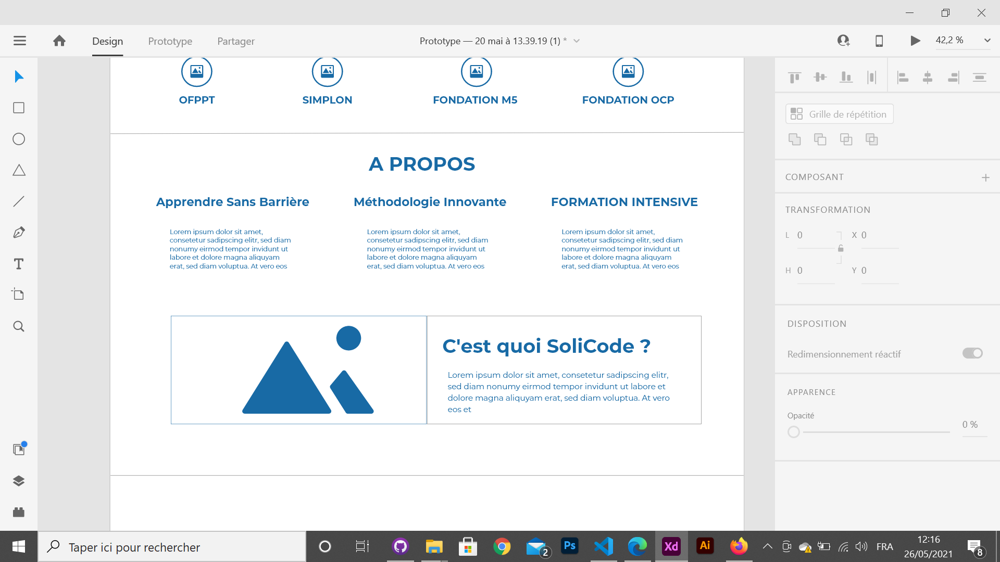 Design
Prototype
Partager
Prototype — 20 mai à 13.39.19 (1) *
42,2 %
OFPPT
SIMPLON
FONDATION M5
FONDATION OCP
A PROPOS
Apprendre Sans Barrière
Lorem ipsum dolor sit amet,
consetetur sadipscing elitr, sed diam
nonumy eirmod tempor invidunt ut
labore et dolore magna aliquyam
erat, sed diam voluptua. At vero eos
Méthodologie Innovante
Lorem ipsum dolor sit amet,
consetetur sadipscing elitr, sed diam
nonumy eirmod tempor invidunt ut
labore et dolore magna aliquyam
erat, sed diam voluptua. At vero eos
FORMATION INTENSIVE
Lorem ipsum dolor sit amet,
consetetur sadipscing elitr, sed diam
nonumy eirmod tempor invidunt ut
labore et dolore magna aliquyam
erat, sed diam voluptua. At vero eos
C'est quoi SoliCode ?
Lorem ipsum dolor sit amet, consetetur sadipscing elitr,
sed diam nonumy eirmod tempor invidunt ut labore et
dolore magna aliquyam erat, sed diam voluptua. At vero
eos et
Grille de répétition
COMPOSANT
TRANSFORMATION
L 0 X 0
H 0 Y 0
DISPOSITION
Redimensionnement réactif
APPARENCE
Opacité
0 %
Taper ici pour rechercher
2
Ps
Xd
Ai
FRA
12:16
26/05/2021
8